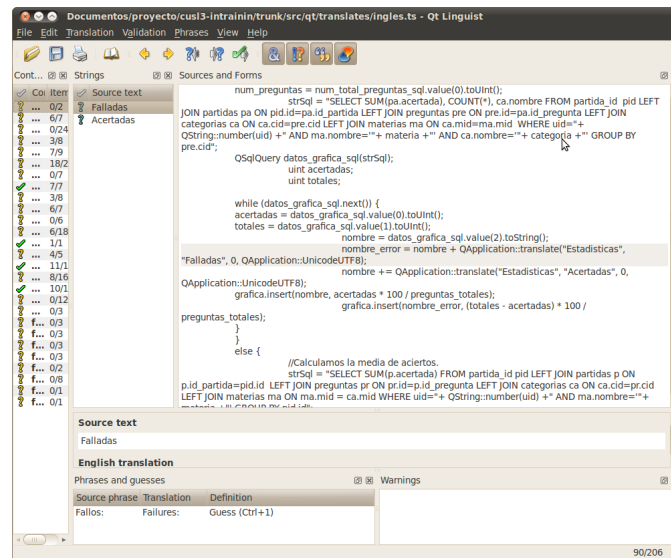 Documentos/proyecto/cusl3-intrainin/trunk/src/qt/translates/ingles.ts - Qt Linguist
File Edit Translation Validation Phrases View Help
Cont... Strings Sources and Forms
Co Item
Source text
... 0/2
Falladas
... 6/7
Acertadas
... 0/24
... 3/8
... 7/9
... 18/2
... 0/7
... 7/7
... 3/8
... 6/7
... 0/6
... 6/18
... 1/1
... 4/5
... 11/1
... 8/16
... 10/1
... 0/12
... 0/3
f... 0/3
f... 0/3
f... 0/3
f... 0/2
f... 0/8
f... 0/1
f... 0/1
num_preguntas = num_total_preguntas_sql.value(0).toUInt();
strSql = "SELECT SUM(pa.acertada), COUNT(*), ca.nombre FROM partida_id pid LEFT
JOIN partidas pa ON pid.id=pa.id_partida LEFT JOIN preguntas pre ON pre.id=pa.id_pregunta LEFT JOIN
categorias ca ON ca.cid=pre.cid LEFT JOIN materias ma ON ca.mid=ma.mid WHERE uid="+
QString::number(uid) +" AND ma.nombre='"+ materia +"' AND ca.nombre='"+ categoria +"' GROUP BY
pre.cid";
QSqlQuery datos_grafica_sql(strSql);
uint acertadas;
uint totales;
while (datos_grafica_sql.next()) {
acertadas = datos_grafica_sql.value(0).toUInt();
totales = datos_grafica_sql.value(1).toUInt();
nombre = datos_grafica_sql.value(2).toString();
nombre_error = nombre + QApplication::translate("Estadisticas",
"Falladas", 0, QApplication::UnicodeUTF8);
nombre += QApplication::translate("Estadisticas", "Acertadas", 0,
QApplication::UnicodeUTF8);
grafica.insert(nombre, acertadas * 100 / preguntas_totales);
grafica.insert(nombre_error, (totales - acertadas) * 100 /
preguntas_totales);
}
}
else {
//Calculamos la media de aciertos.
strSql = "SELECT SUM(p.acertada) FROM partida_id pid LEFT JOIN partidas p ON
p.id_partida=pid.id LEFT JOIN preguntas pr ON pr.id=p.id_pregunta LEFT JOIN categorias ca ON ca.cid=pr.cid
LEFT JOIN materias ma ON ma.mid = ca.mid WHERE uid="+ QString::number(uid) +" AND ma.nombre='"+
materia +"' GROUP BY pid.id";
Source text
Falladas
English translation
Phrases and guesses Warnings
Source phrase Translation Definition
Fallos: Failures: Guess (Ctrl+1)
90/206